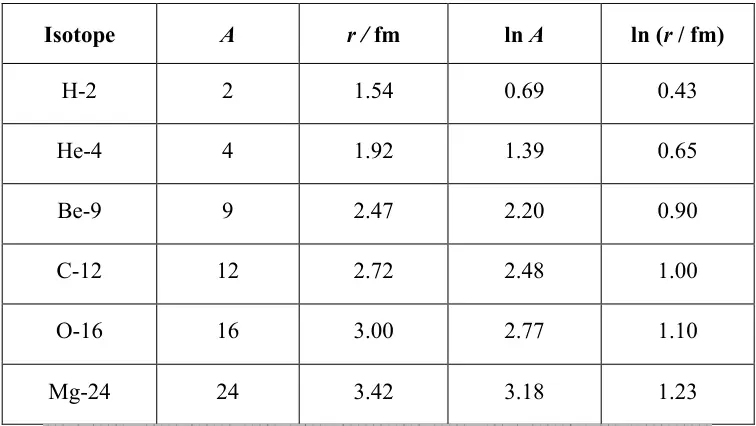 Isotope A r / fm ln A ln (r / fm)
H-2 2 1.54 0.69 0.43
He-4 4 1.92 1.39 0.65
Be-9 9 2.47 2.20 0.90
C-12 12 2.72 2.48 1.00
O-16 16 3.00 2.77 1.10
Mg-24 24 3.42 3.18 1.23